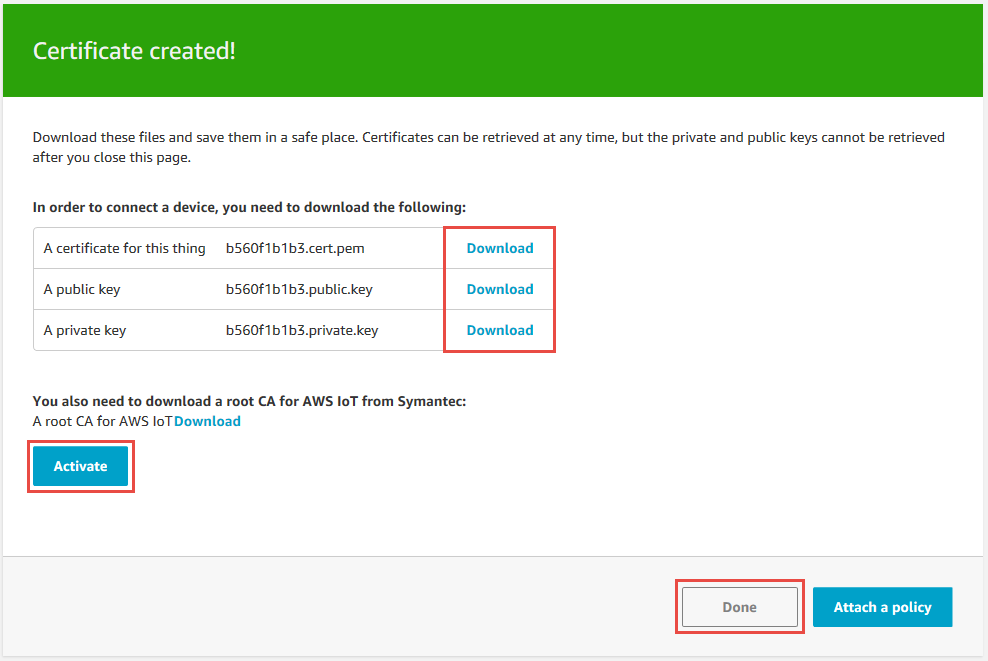 Certificate created!
Download these files and save them in a safe place. Certificates can be retrieved at any time, but the private and public keys cannot be retrieved
after you close this page.
In order to connect a device, you need to download the following:
A certificate for this thing b560f1b1b3.cert.pem Download
A public key b560f1b1b3.public.key Download
A private key b560f1b1b3.private.key Download
You also need to download a root CA for AWS IoT from Symantec:
A root CA for AWS IoT Download
Activate
Done Attach a policy